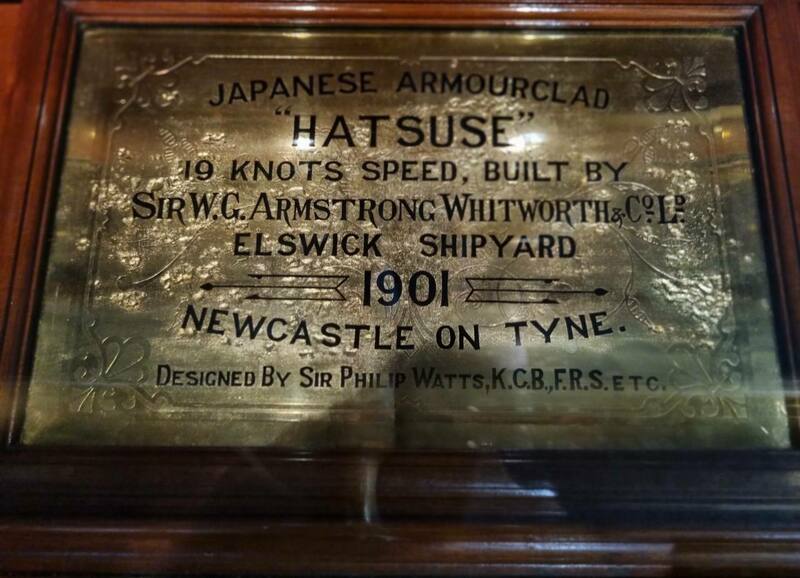 JAPANESE ARMOURCLAD
"HATSUSE"
19 KNOTS SPEED, BUILT BY
SIR W.G. ARMSTRONG WHITWORTH & Co. LD.
ELSWICK SHIPYARD
1901
NEWCASTLE ON TYNE.
DESIGNED BY SIR PHILIP WATTS, K.C.B., F.R.S. ETC.